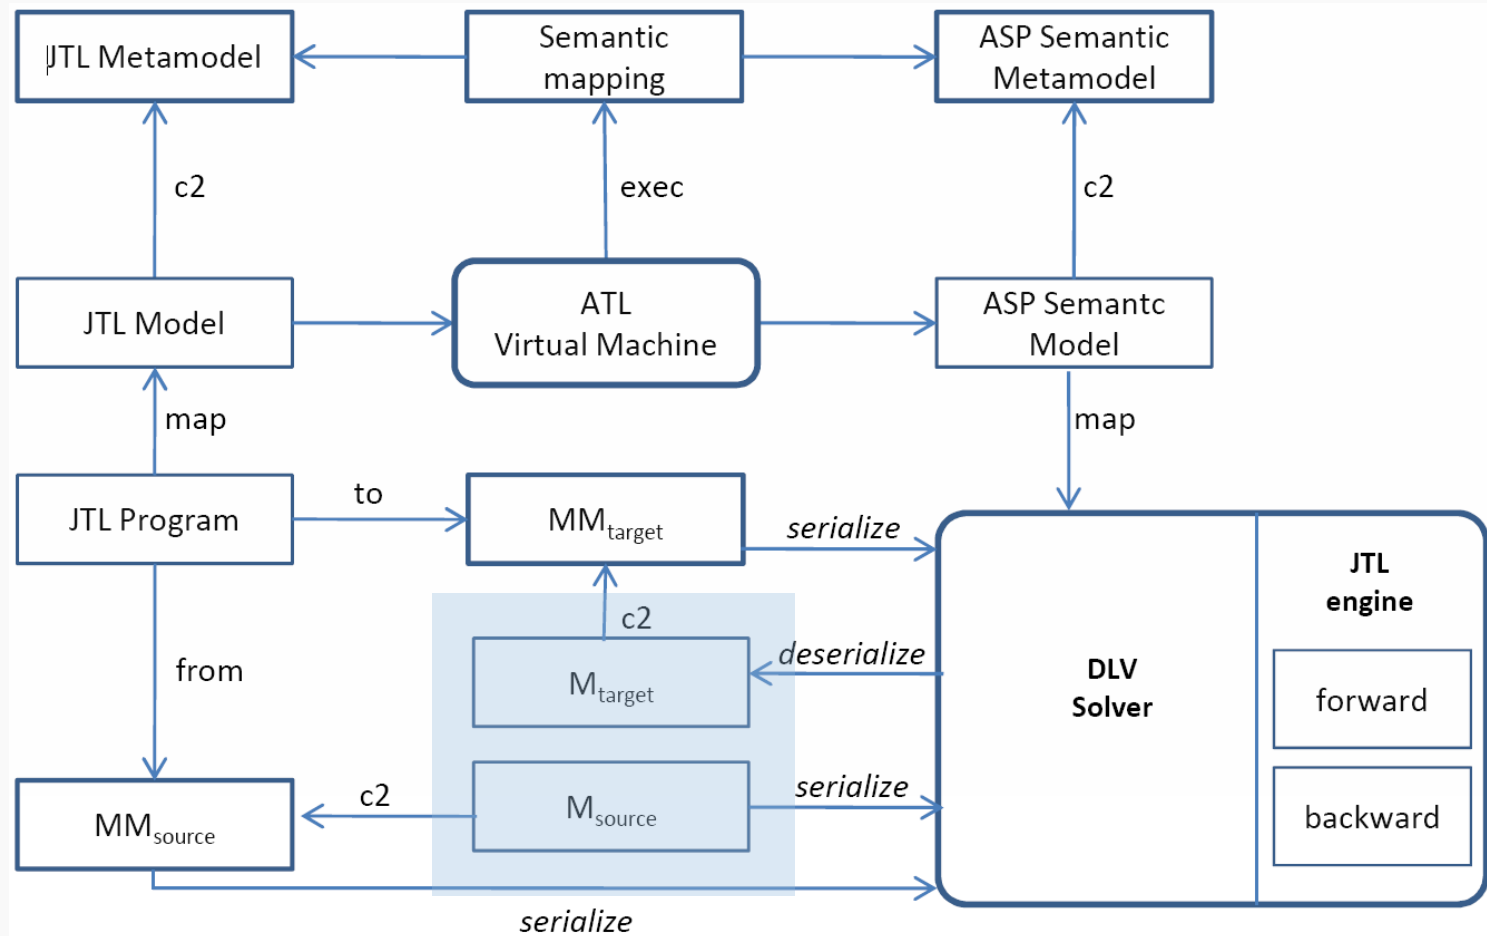 JTL Metamodel
Semantic
mapping
ASP Semantic
Metamodel
c2
exec
c2
JTL Model
ATL
Virtual Machine
ASP Semantc
Model
map
map
JTL Program
to
MMtarget
serialize
JTL
engine
c2
deserialize
from
Mtarget
DLV
Solver
forward
c2
Msource
serialize
MMsource
backward
serialize